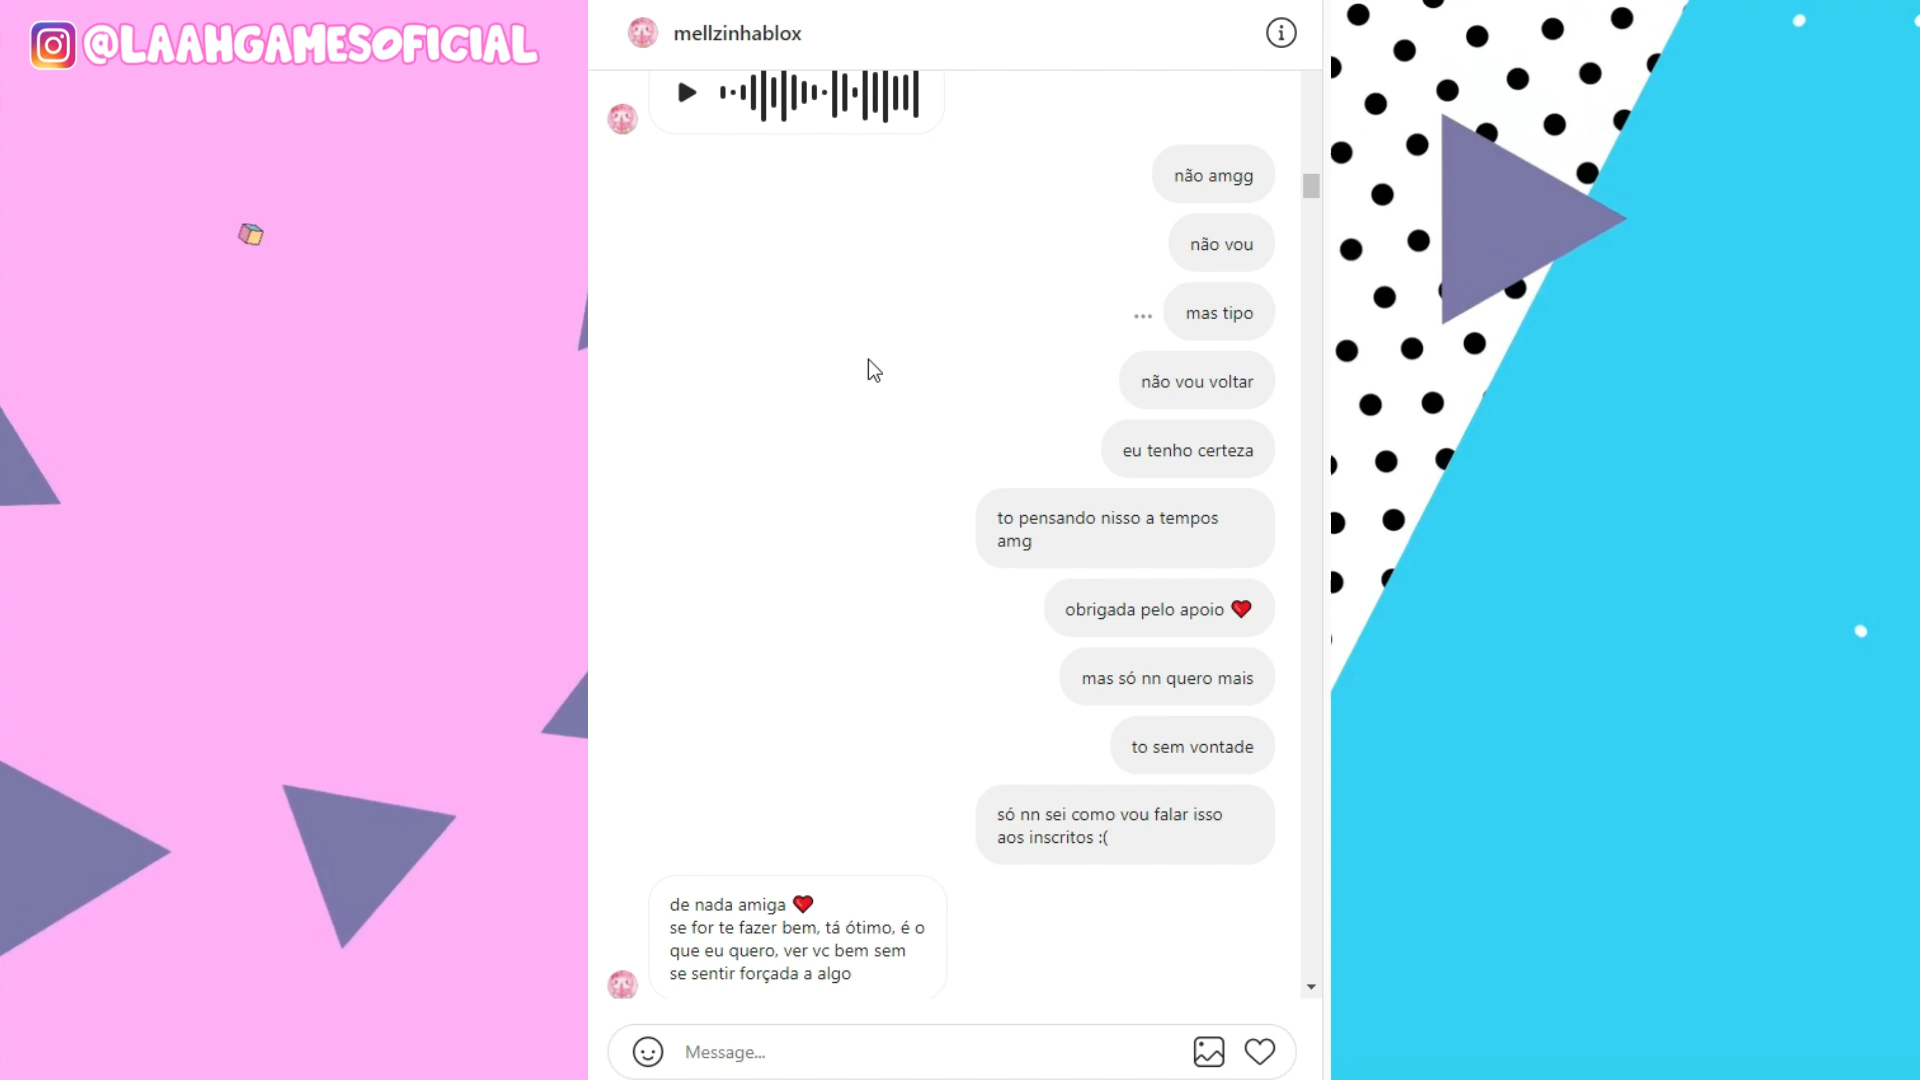 @LAAHGAMESOFICIAL
mellzinhablox
não amgg
não vou
mas tipo
não vou voltar
eu tenho certeza
to pensando nisso a tempos
amg
obrigada pelo apoio ❤️
mas só nn quero mais
to sem vontade
só nn sei como vou falar isso
aos inscritos :(
de nada amiga ❤️
se for te fazer bem, tá ótimo, é o
que eu quero, ver vc bem sem
se sentir forçada a algo
Message...